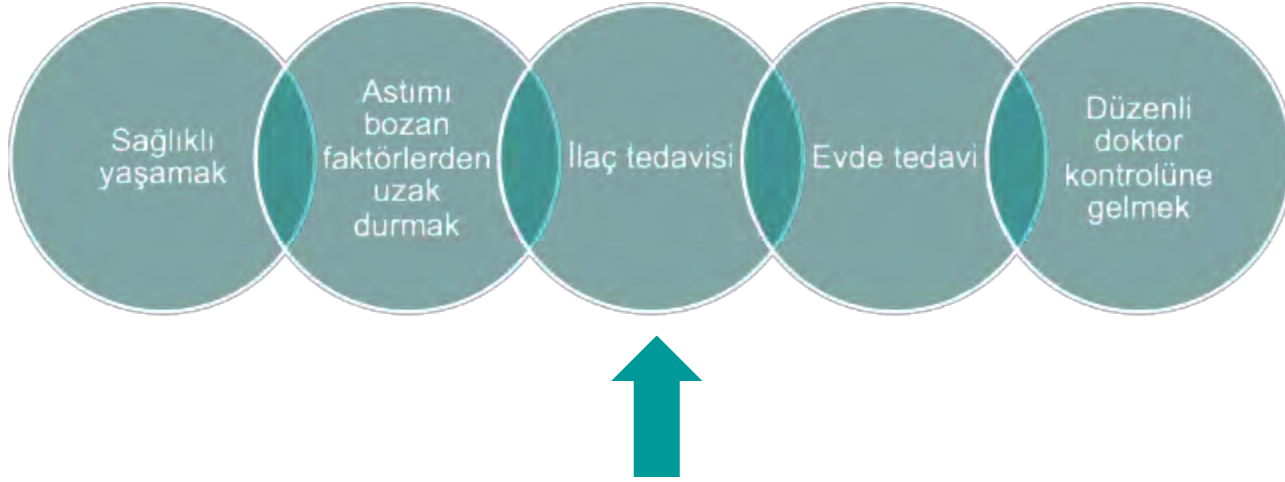 Sağlıklı
yaşamak
Astımı
bozan
faktörlerden
uzak
durmak
İlaç tedavisi
Evde tedavi
Düzenli
doktor
kontrolüne
gelmek